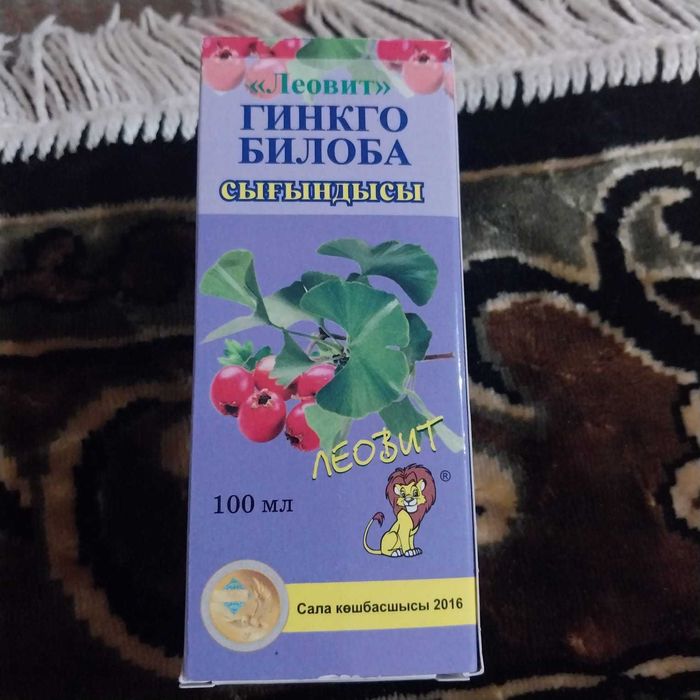 «Леовит»
ГИНКГО
БИЛОБА
СЫҒЫНДЫСЫ
ЛЕОВИТ
®
100 мл
Сала көшбасшысы 2016